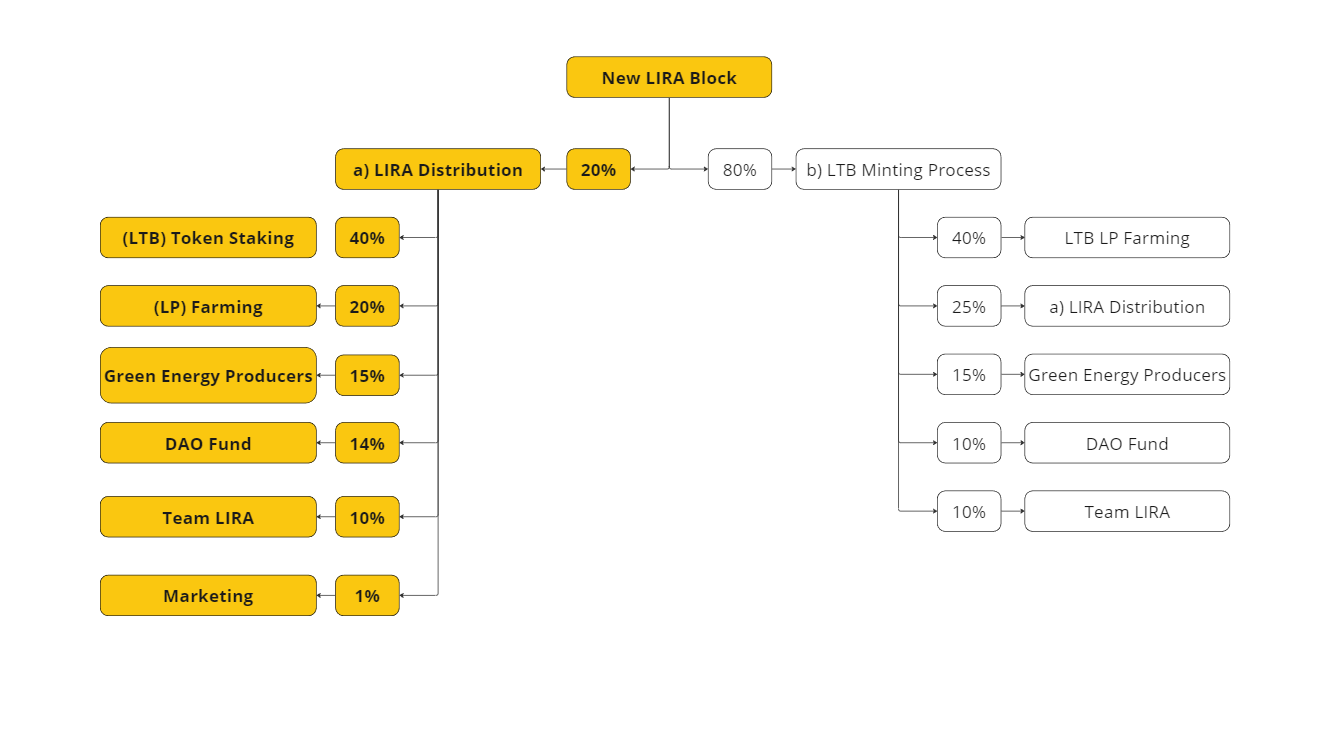 New LIRA Block
a) LIRA Distribution
20%
80%
b) LTB Minting Process
(LTB) Token Staking
40%
(LP) Farming
20%
Green Energy Producers
15%
DAO Fund
14%
Team LIRA
10%
Marketing
1%
40%
LTB LP Farming
25%
a) LIRA Distribution
15%
Green Energy Producers
10%
DAO Fund
10%
Team LIRA